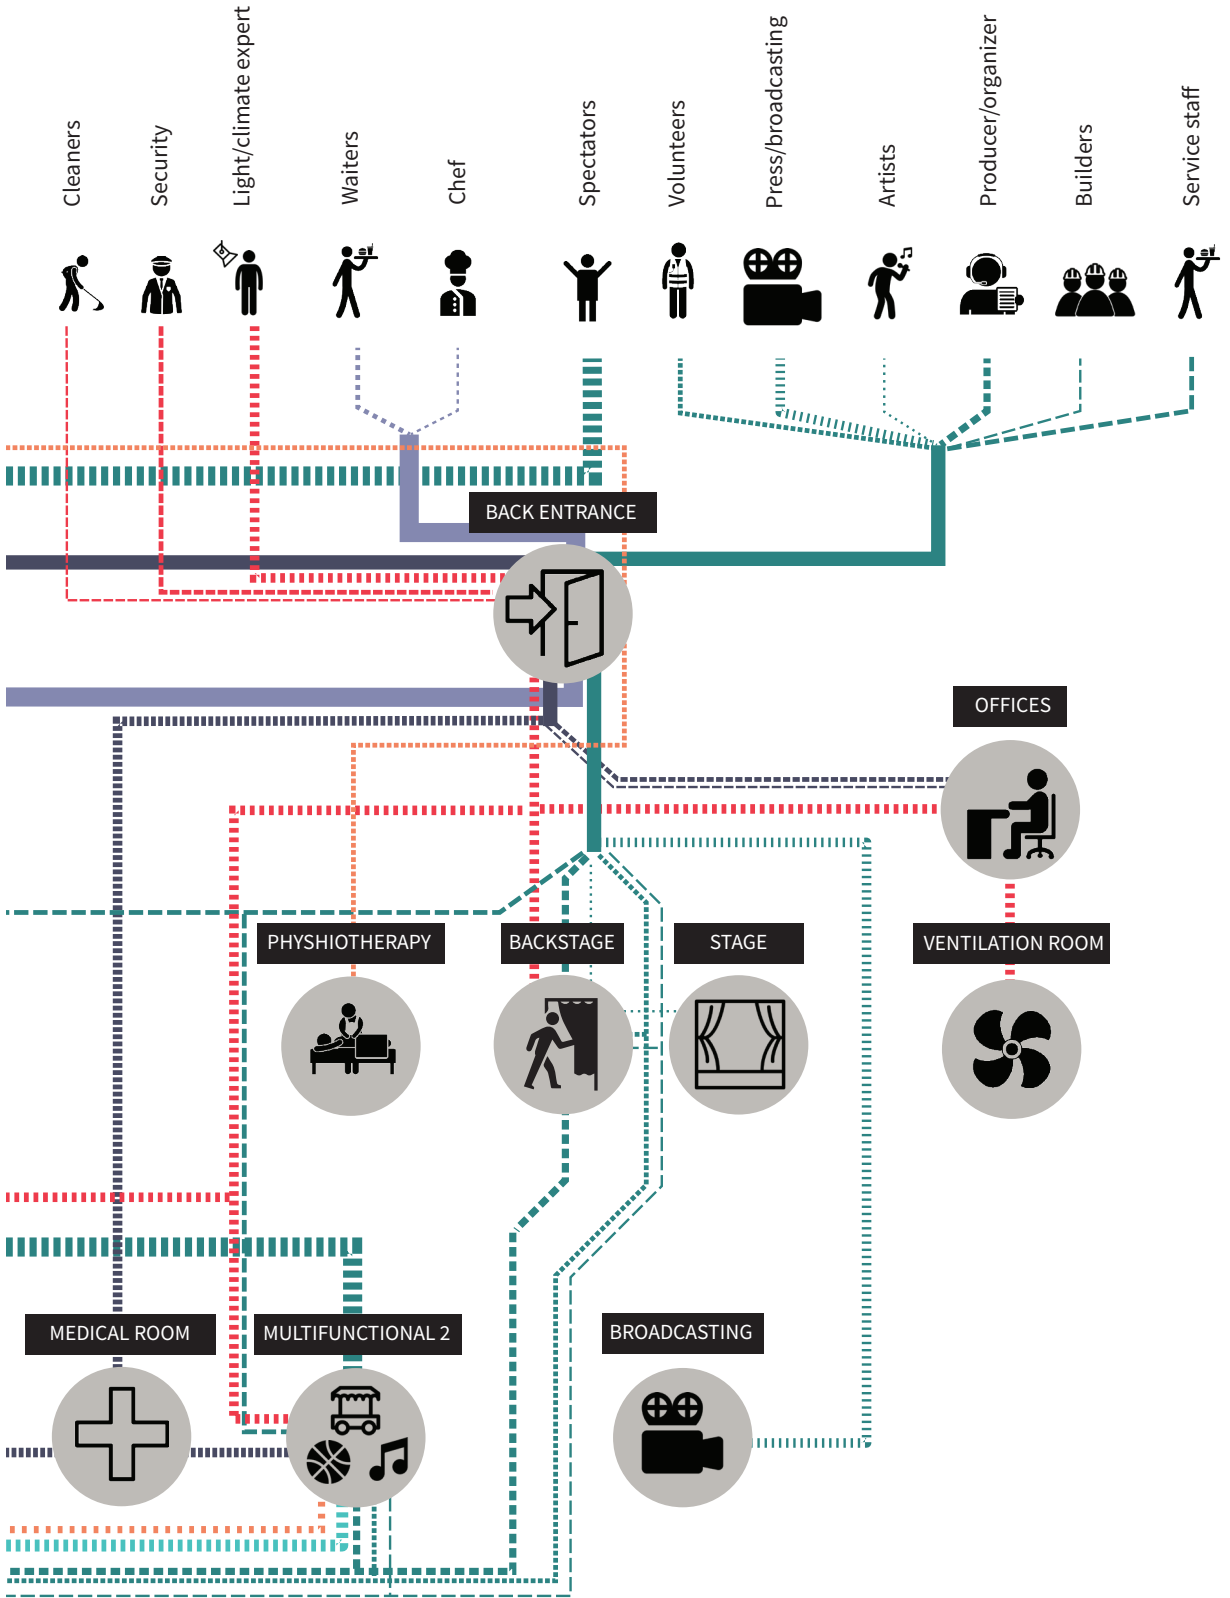 Cleaners
Security
Light/climate expert
Waiters
Chef
Spectators
Volunteers
Press/broadcasting
Artists
Producer/organizer
Builders
Service staff
BACK ENTRANCE
OFFICES
PHYSHIOTHERAPY
BACKSTAGE
STAGE
VENTILATION ROOM
MEDICAL ROOM
MULTIFUNCTIONAL 2
BROADCASTING